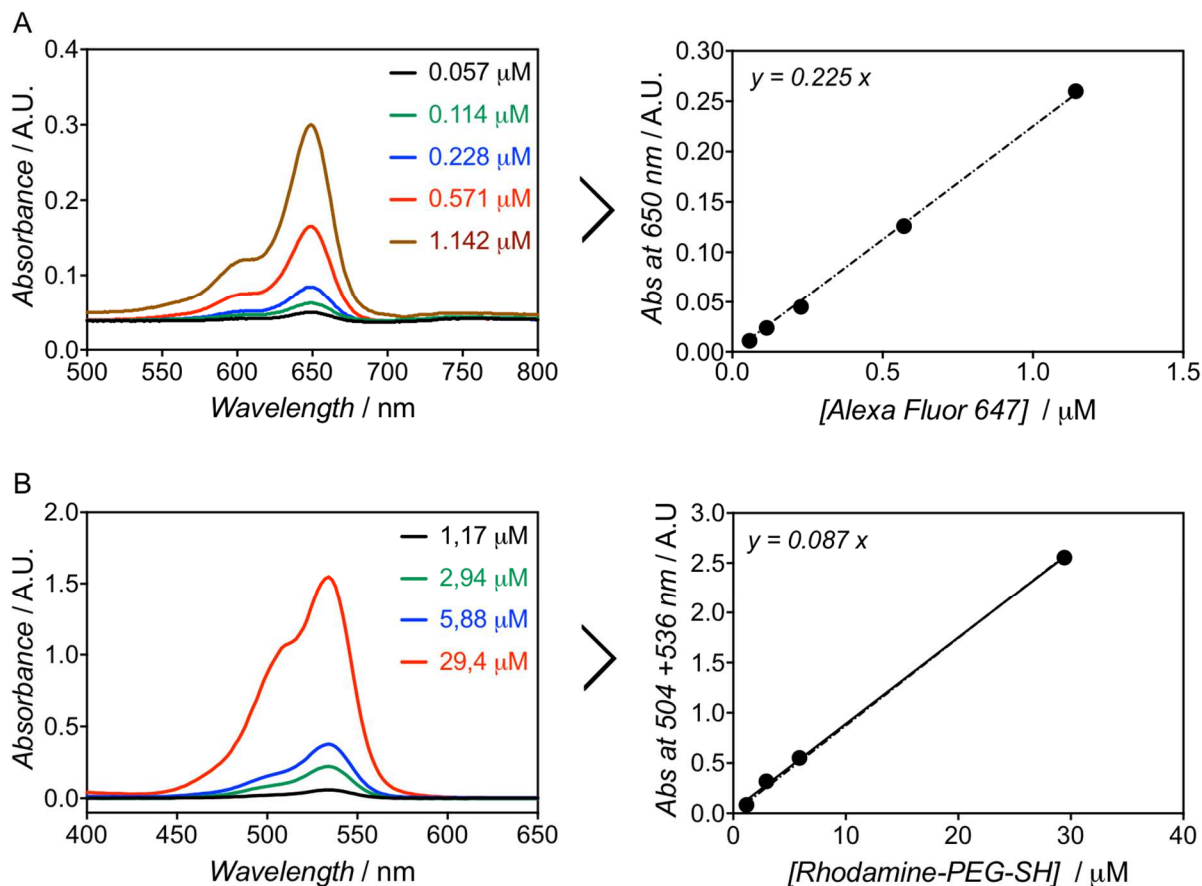 A
Absorbance / A.U.
0.4
0.3
0.2
0.1
0.0
0.057 μM
0.114 μM
0.228 μM
0.571 μM
1.142 μM
500 550 600 650 700 750 800
Wavelength / nm
Abs at 650 nm / A.U.
0.30
0.25
0.20
0.15
0.10
0.05
0.00
y = 0.225 x
0.0 0.5 1.0 1.5
[Alexa Fluor 647] / μM
B
Absorbance / A.U.
2.0
1.5
1.0
0.5
0.0
1,17 μM
2,94 μM
5,88 μM
29,4 μM
400 450 500 550 600 650
Wavelength / nm
Abs at 504 +536 nm / A.U
3.0
2.5
2.0
1.5
1.0
0.5
0.0
y = 0.087 x
0 10 20 30 40
[Rhodamine-PEG-SH] / μM